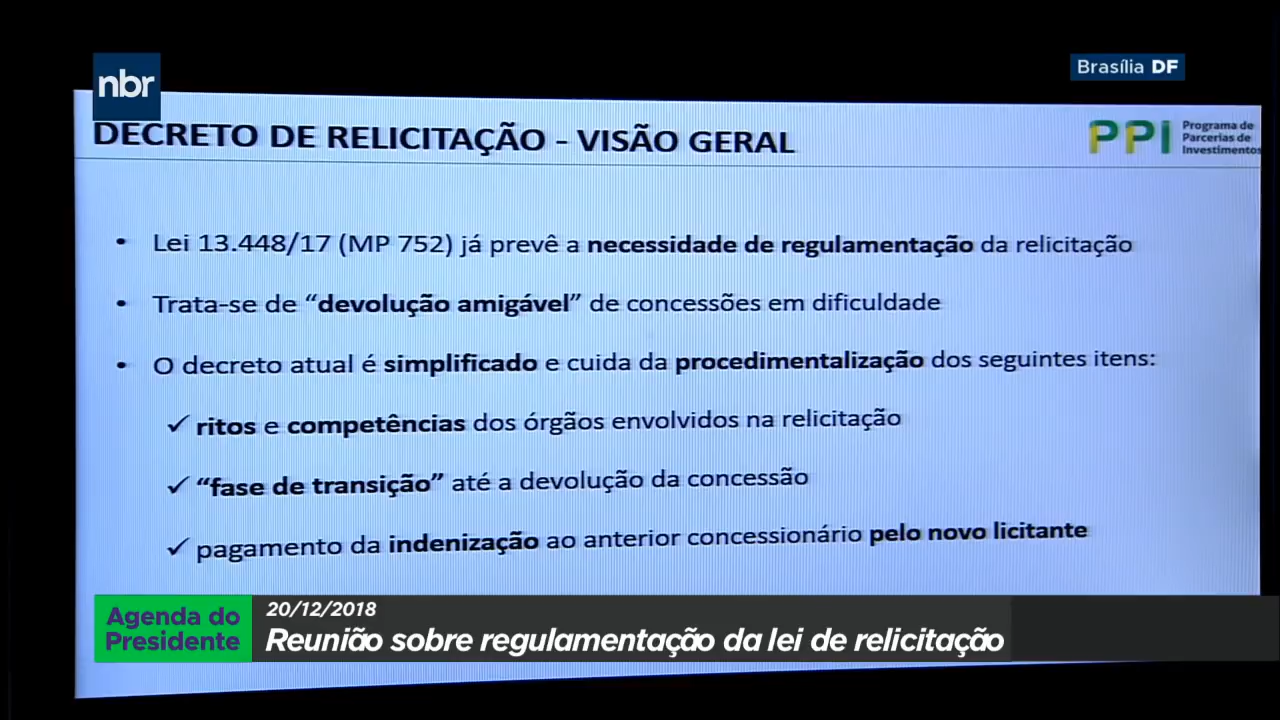 nbr
Brasília DF
DECRETO DE RELICITAÇÃO - VISÃO GERAL
PPI
Programa de
Parcerias de
Investimentos
• Lei 13.448/17 (MP 752) já prevê a necessidade de regulamentação da relicitação
• Trata-se de “devolução amigável” de concessões em dificuldade
• O decreto atual é simplificado e cuida da procedimentalização dos seguintes itens:
✓ ritos e competências dos órgãos envolvidos na relicitação
✓ “fase de transição” até a devolução da concessão
✓ pagamento da indenização ao anterior concessionário pelo novo licitante
Agenda do
Presidente
20/12/2018
Reunião sobre regulamentação da lei de relicitação